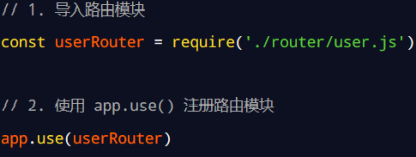 // 1. 导入路由模块
const userRouter = require('./router/user.js')
// 2. 使用 app.use() 注册路由模块
app.use(userRouter)